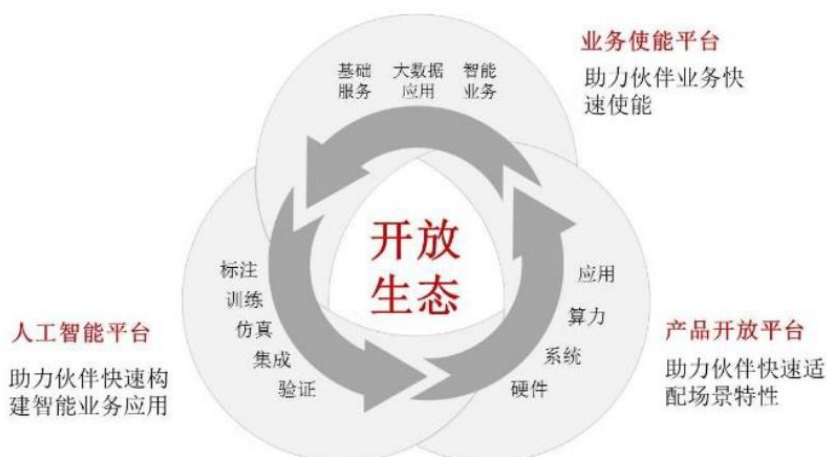 业务使能平台
助力伙伴业务快
速使能
基础
服务
大数据
应用
智能
业务
开放
生态
标注
训练
仿真
集成
验证
应用
算力
系统
硬件
人工智能平台
助力伙伴快速构
建智能业务应用
产品开放平台
助力伙伴快速适
配场景特性